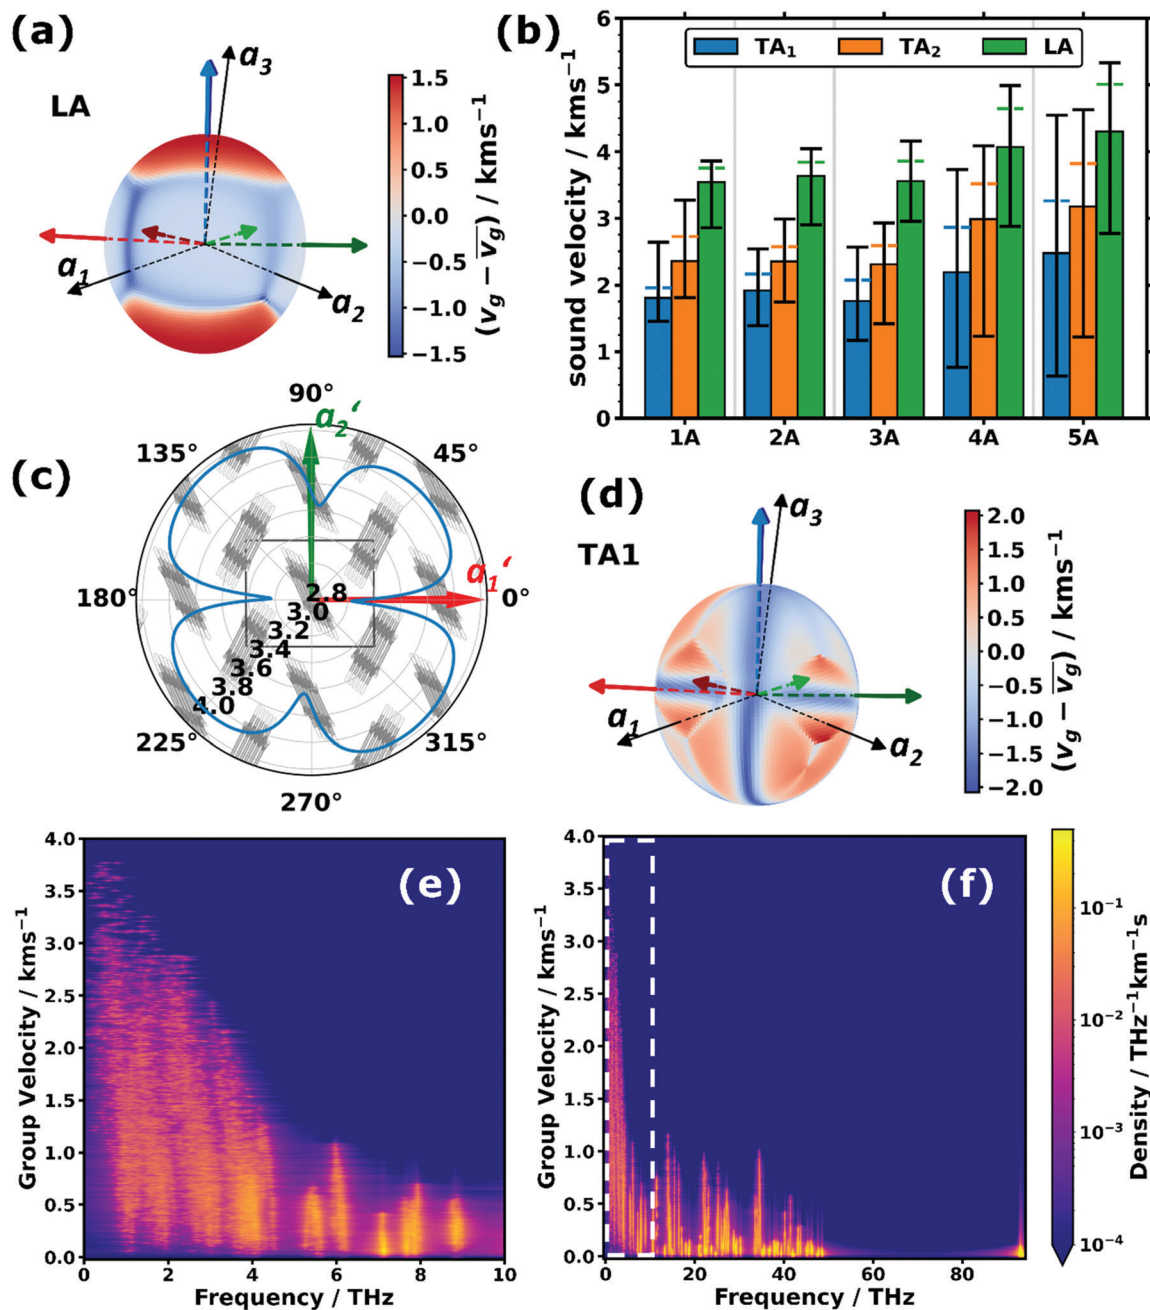 (a)
LA
a3
a1
a2
1.5
1.0
0.5
0.0
−0.5
−1.0
−1.5
(vg − vg) / kms−1
(b)
TA1 TA2 LA
sound velocity / kms−1
6
5
4
3
2
1
0
1A 2A 3A 4A 5A
(c)
90°
a2‘
135° 45°
a1‘
180° 0°
2.8
3.0
3.2
3.4
3.6
3.8
4.0
225° 315°
270°
(d)
TA1
a3
a1
a2
2.0
1.5
1.0
0.5
0.0
−0.5
−1.0
−1.5
−2.0
(vg − vg) / kms−1
(e)
Group Velocity / kms−1
4.0
3.5
3.0
2.5
2.0
1.5
1.0
0.5
0.0
0 2 4 6 8 10
Frequency / THz
(f)
Group Velocity / kms−1
4.0
3.5
3.0
2.5
2.0
1.5
1.0
0.5
0.0
0 20 40 60 80
Frequency / THz
10−1
10−2
10−3
10−4
Density / THz−1km−1s